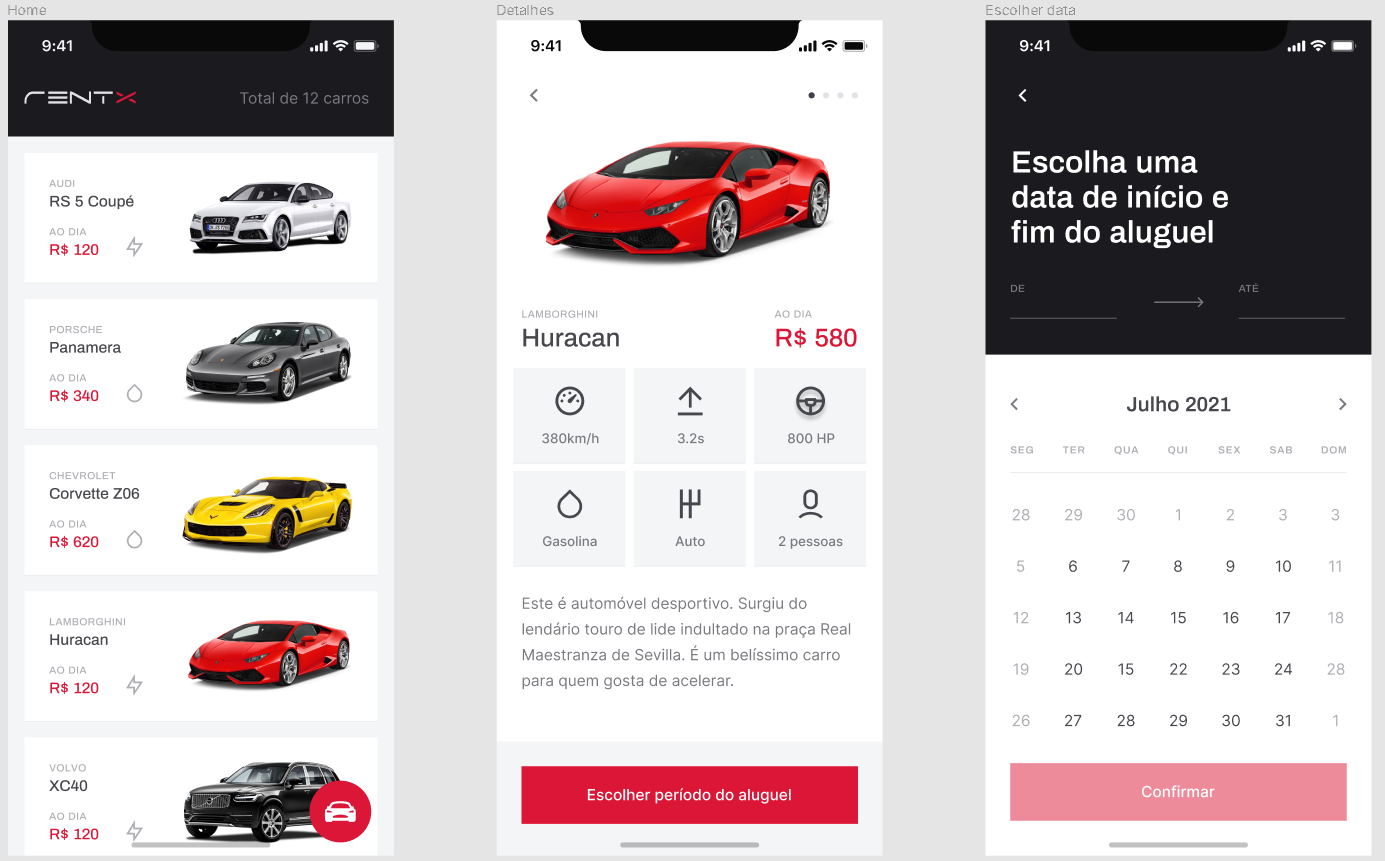 Home
9:41
RENTX
Total de 12 carros
AUDI
RS 5 Coupé
AO DIA
R$ 120
PORSCHE
Panamera
AO DIA
R$ 340
CHEVROLET
Corvette Z06
AO DIA
R$ 620
LAMBORGHINI
Huracan
AO DIA
R$ 120
VOLVO
XC40
AO DIA
R$ 120
Detalhes
9:41
LAMBORGHINI
Huracan
AO DIA
R$ 580
380km/h
3.2s
800 HP
Gasolina
Auto
2 pessoas
Este é automóvel desportivo. Surgiu do
lendário touro de lide indultado na praça Real
Maestranza de Sevilla. É um belíssimo carro
para quem gosta de acelerar.
Escolher período do aluguel
Escolher data
9:41
Escolha uma
data de início e
fim do aluguel
DE
ATÉ
Julho 2021
SEG TER QUA QUI SEX SAB DOM
28 29 30 1 2 3 3
5 6 7 8 9 10 11
12 13 14 15 16 17 18
19 20 15 22 23 24 28
26 27 28 29 30 31 1
Confirmar